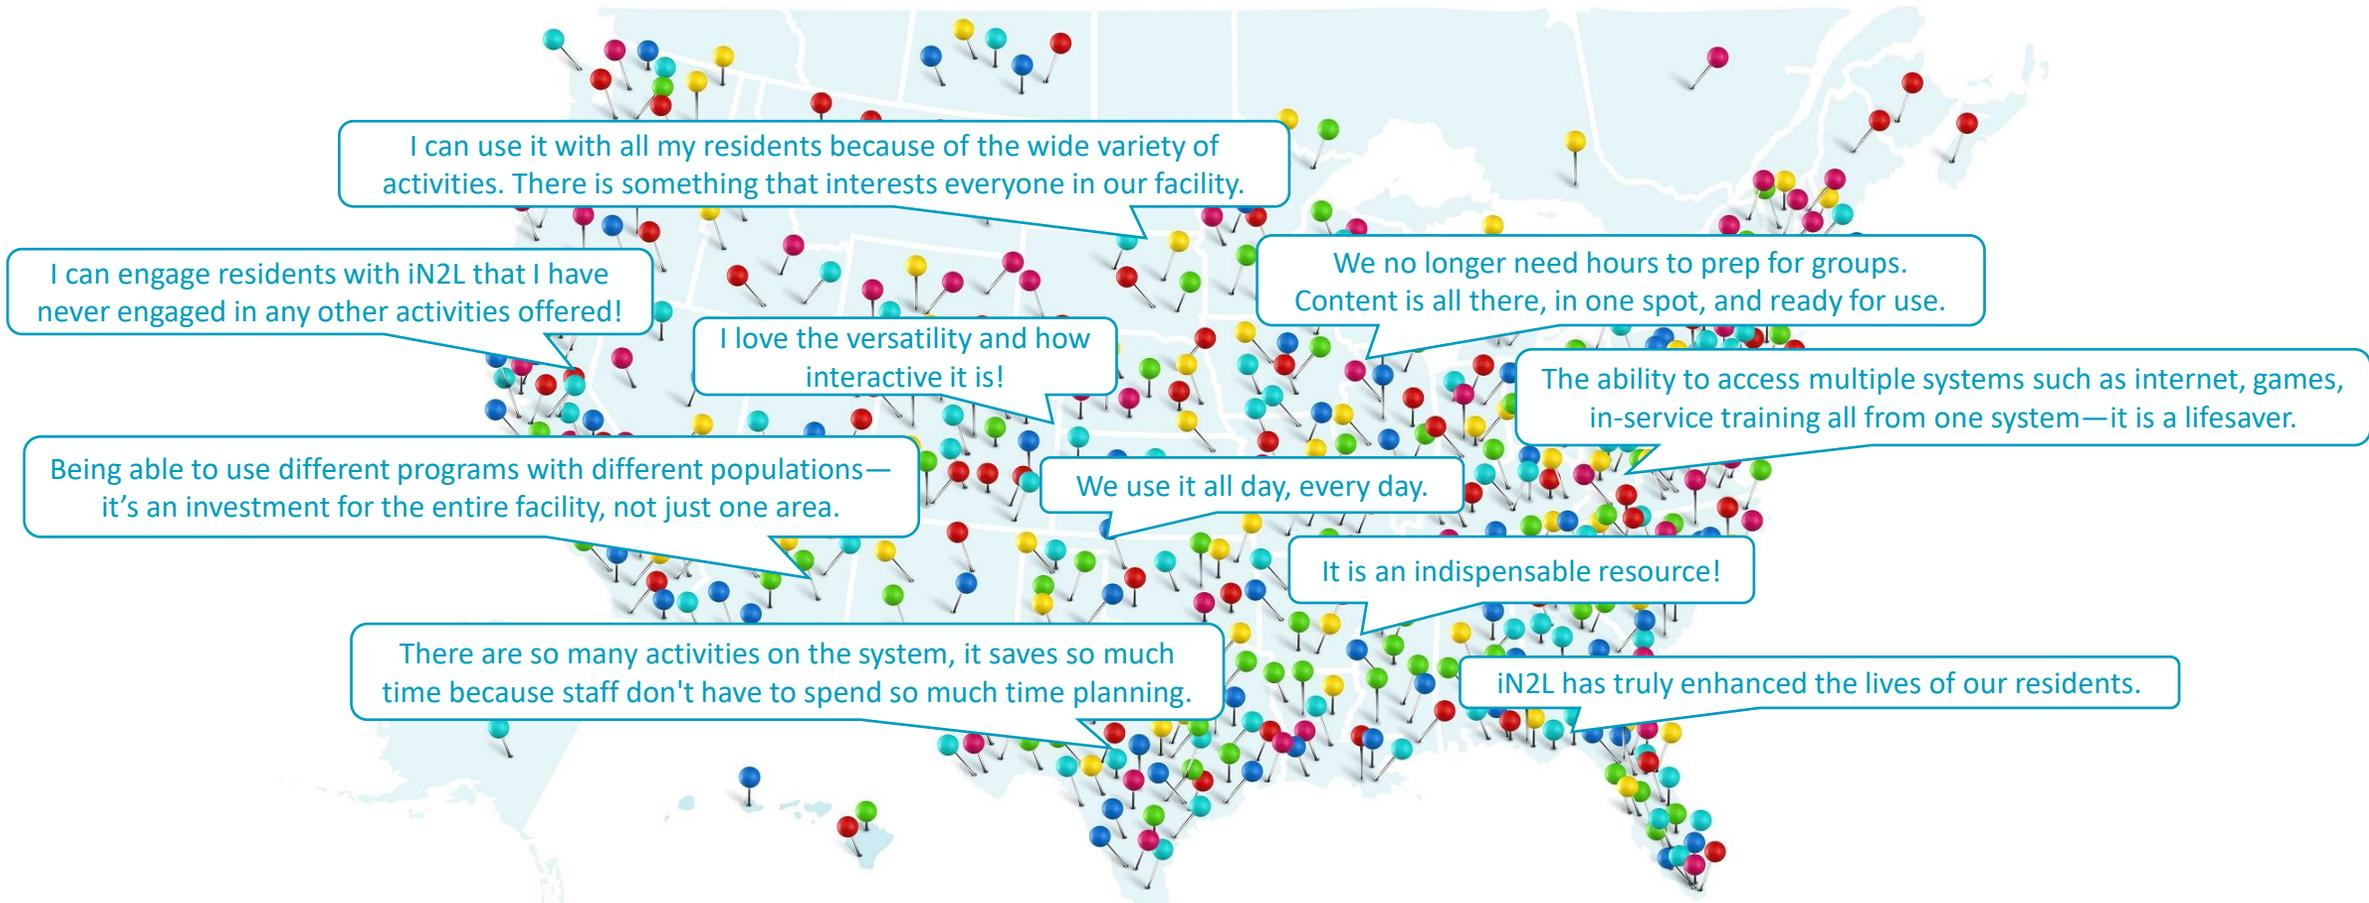 I can use it with all my residents because of the wide variety of
activities. There is something that interests everyone in our facility.
I can engage residents with iN2L that I have
never engaged in any other activities offered!
We no longer need hours to prep for groups.
Content is all there, in one spot, and ready for use.
I love the versatility and how
interactive it is!
The ability to access multiple systems such as internet, games,
in-service training all from one system—it is a lifesaver.
Being able to use different programs with different populations—
it’s an investment for the entire facility, not just one area.
We use it all day, every day.
It is an indispensable resource!
There are so many activities on the system, it saves so much
time because staff don't have to spend so much time planning.
iN2L has truly enhanced the lives of our residents.